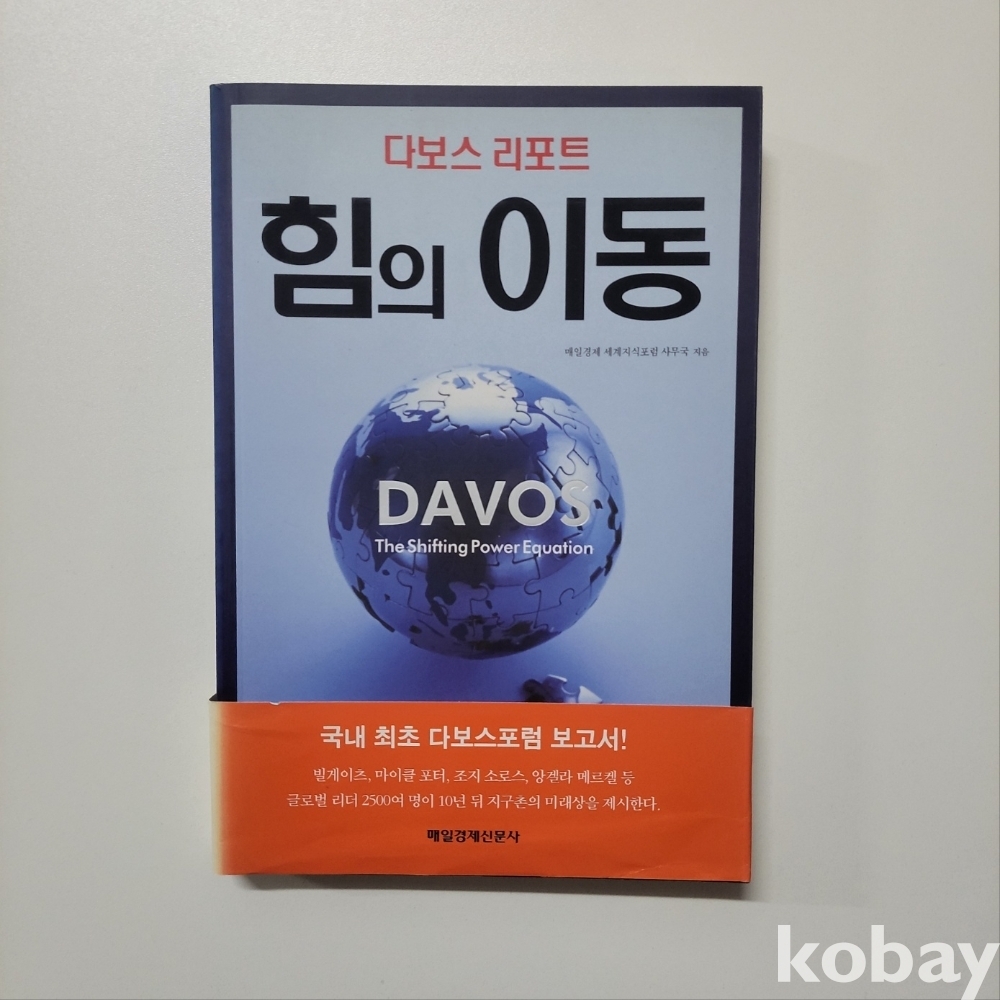 다보스 리포트
힘의 이동
매일경제 세계지식포럼 사무국 지음
DAVOS
The Shifting Power Equation
국내 최초 다보스포럼 보고서!
빌게이츠, 마이클 포터, 조지 소로스, 앙겔라 메르켈 등
글로벌 리더 2500여 명이 10년 뒤 지구촌의 미래상을 제시한다.
매일경제신문사
kobay